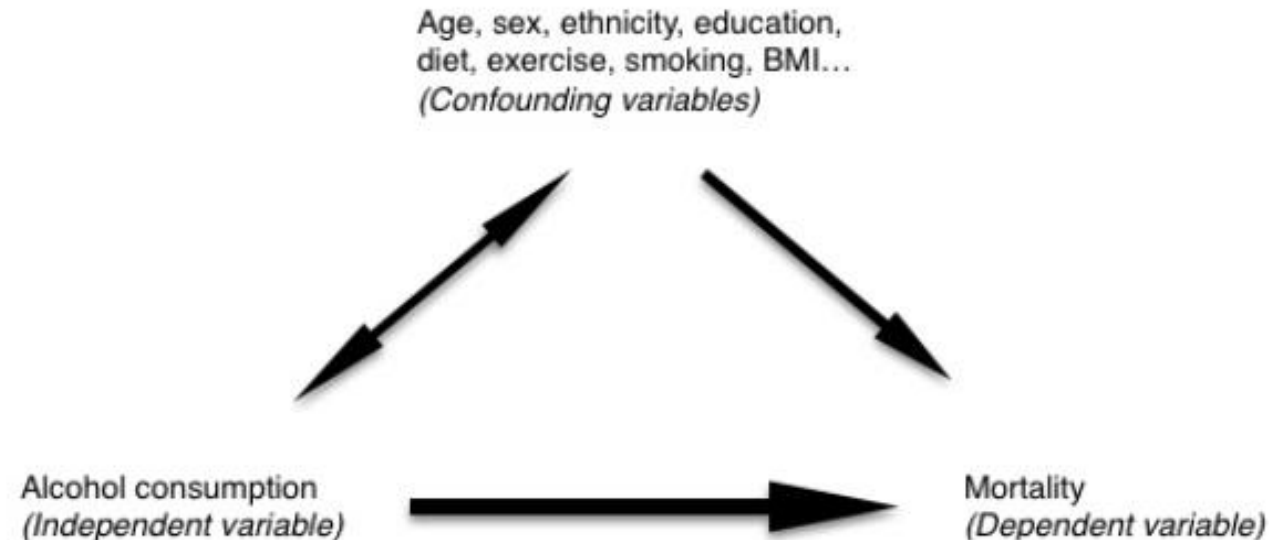 Age, sex, ethnicity, education,
diet, exercise, smoking, BMI...
(Confounding variables)
Alcohol consumption
(Independent variable)
Mortality
(Dependent variable)